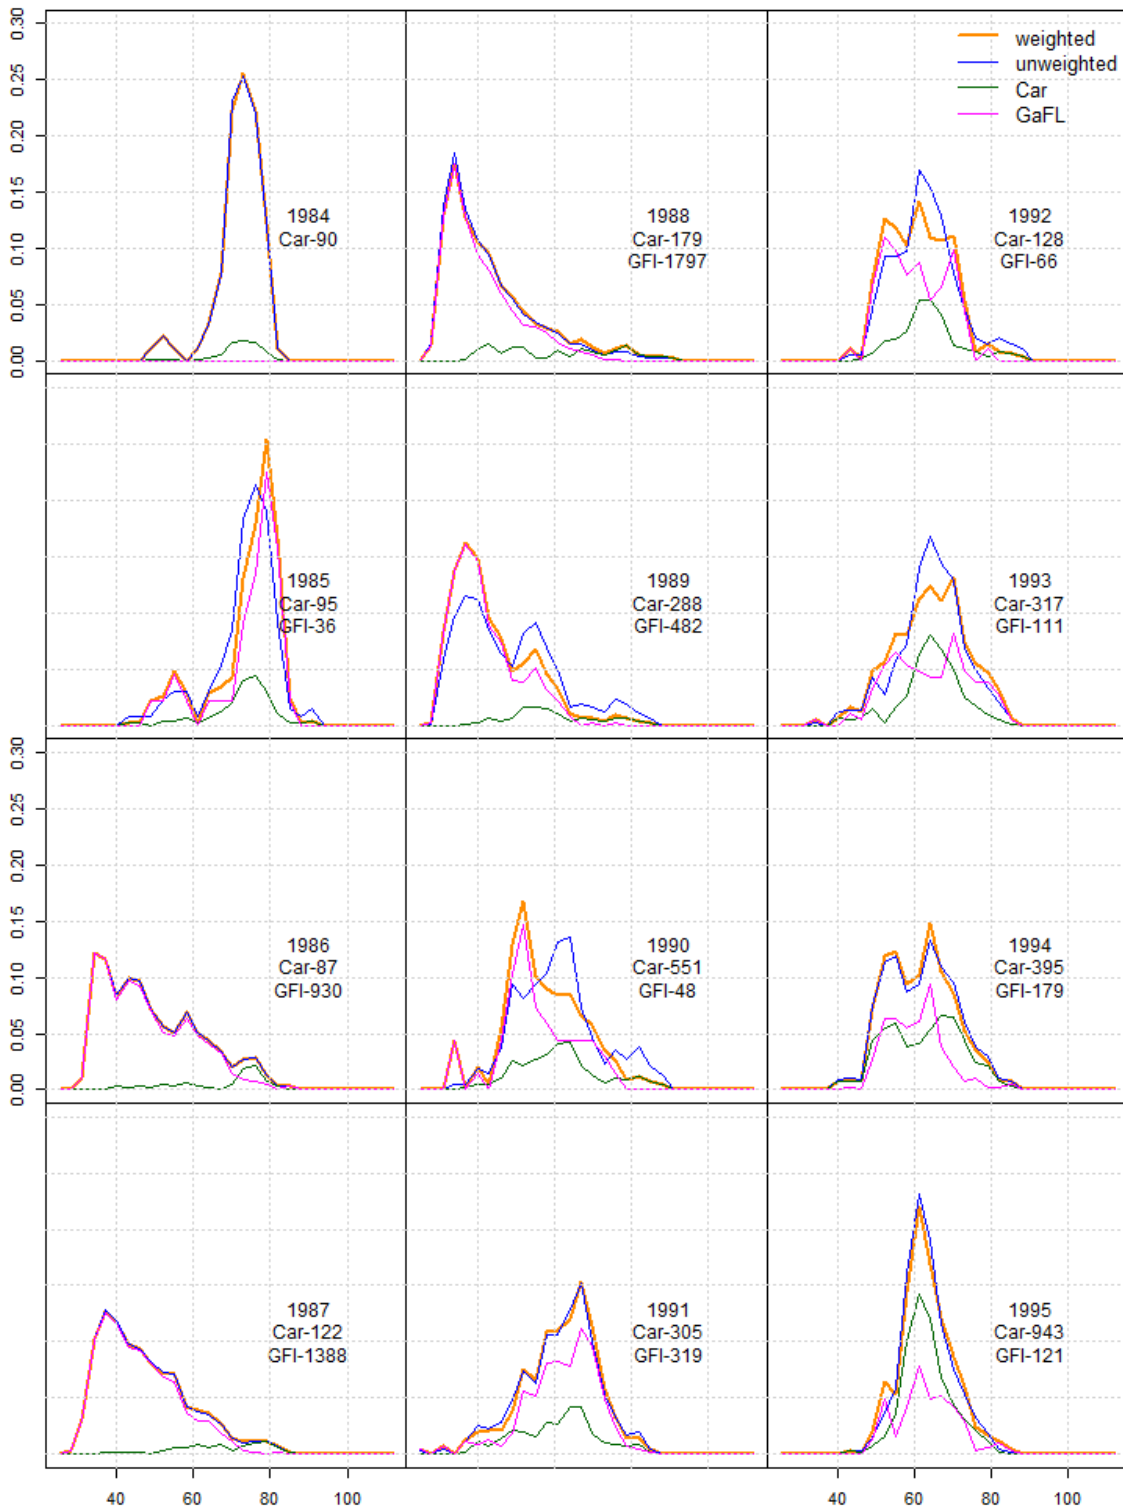 0.30
0.25
0.20
0.15
0.10
0.05
0.00
weighted
unweighted
Car
GaFL
1984
Car-90
1988
Car-179
GFI-1797
1992
Car-128
GFI-66
1985
Car-95
GFI-36
1989
Car-288
GFI-482
1993
Car-317
GFI-111
0.30
0.25
0.20
0.15
0.10
0.05
0.00
1986
Car-87
GFI-930
1990
Car-551
GFI-48
1994
Car-395
GFI-179
1987
Car-122
GFI-1388
1991
Car-305
GFI-319
1995
Car-943
GFI-121
40 60 80 100 40 60 80 100